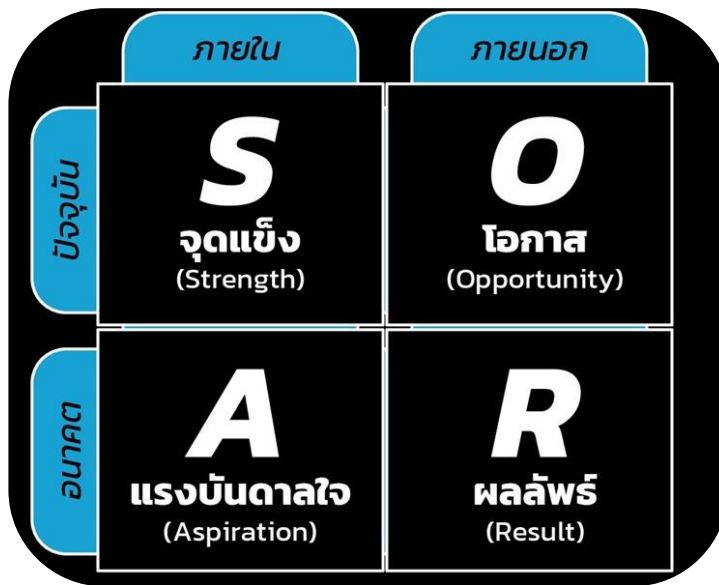 ภายใน
ภายนอก
ปัจจุบัน
S
จุดแข็ง
(Strength)
O
โอกาส
(Opportunity)
อนาคต
A
แรงบันดาลใจ
(Aspiration)
R
ผลลัพธ์
(Result)